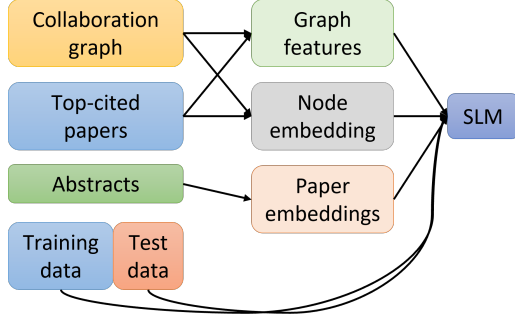 Collaboration
graph
Graph
features
Top-cited
papers
Node
embedding
SLM
Abstracts
Paper
embeddings
Training
data
Test
data